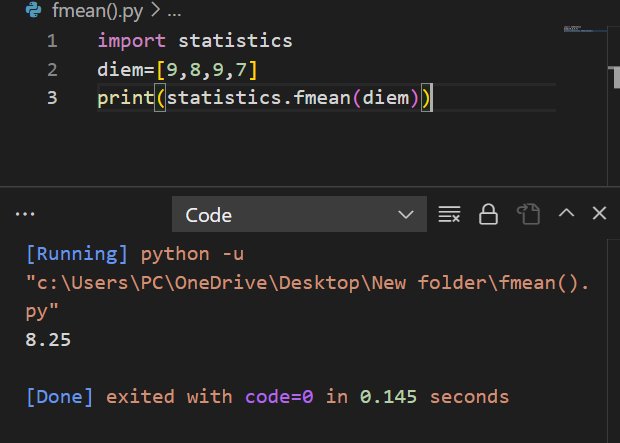 fmean().py > ...
1 import statistics
2 diem=[9,8,9,7]
3 print(statistics.fmean(diem))
... Code
[Running] python -u
"c:\Users\PC\OneDrive\Desktop\New folder\fmean().
py"
8.25
[Done] exited with code=0 in 0.145 seconds